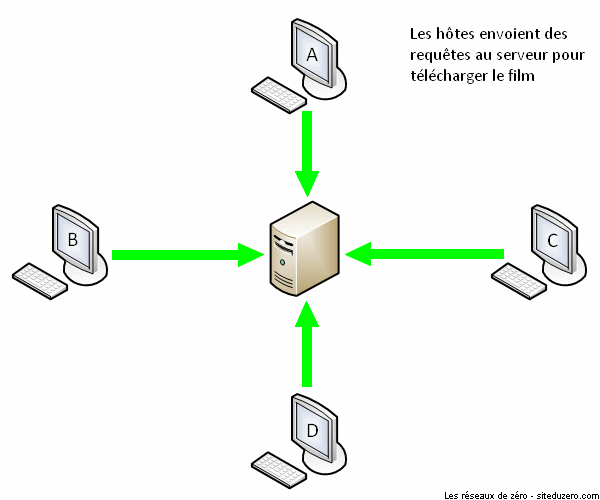 Les hôtes envoient des
requêtes au serveur pour
télécharger le film
A
B
C
D
Les réseaux de zéro - siteduzero.com